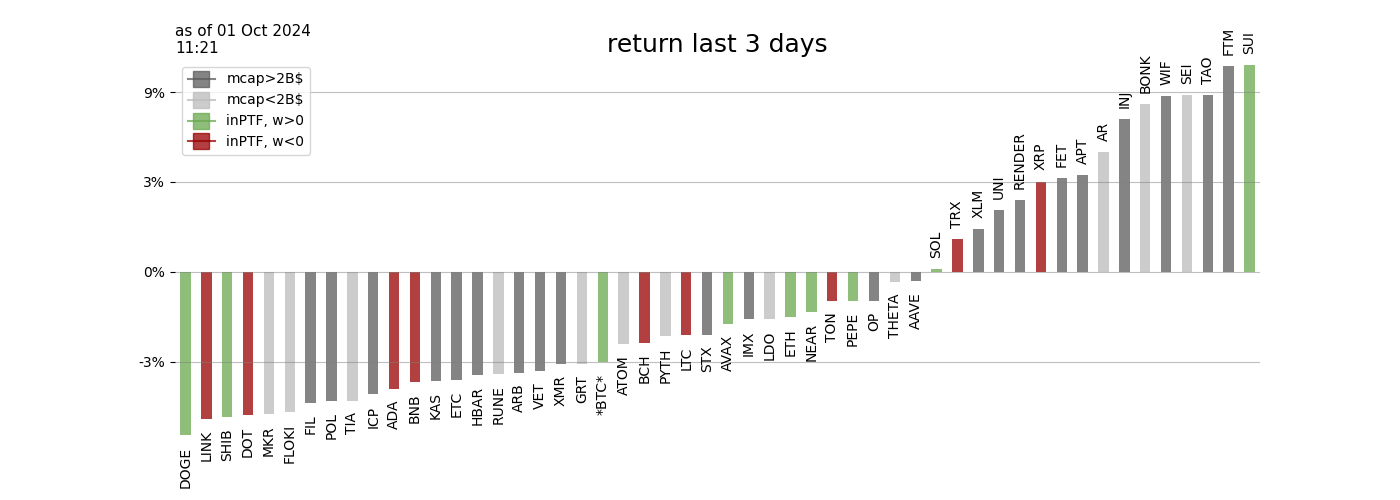 as of 01 Oct 2024
11:21
return last 3 days
mcap>2B$
mcap<2B$
inPTF, w>0
inPTF, w<0
9%
3%
0%
-3%
DOGE
LINK
SHIB
DOT
MKR
FLOKI
FIL
POL
TIA
ICP
ADA
BNB
KAS
ETC
HBAR
RUNE
ARB
VET
XMR
GRT
*BTC*
ATOM
BCH
PYTH
LTC
STX
AVAX
IMX
LDO
ETH
NEAR
TON
PEPE
OP
THETA
AAVE
SOL
TRX
XLM
UNI
RENDER
XRP
FET
APT
AR
INJ
BONK
WIF
SEI
TAO
FTM
SUI